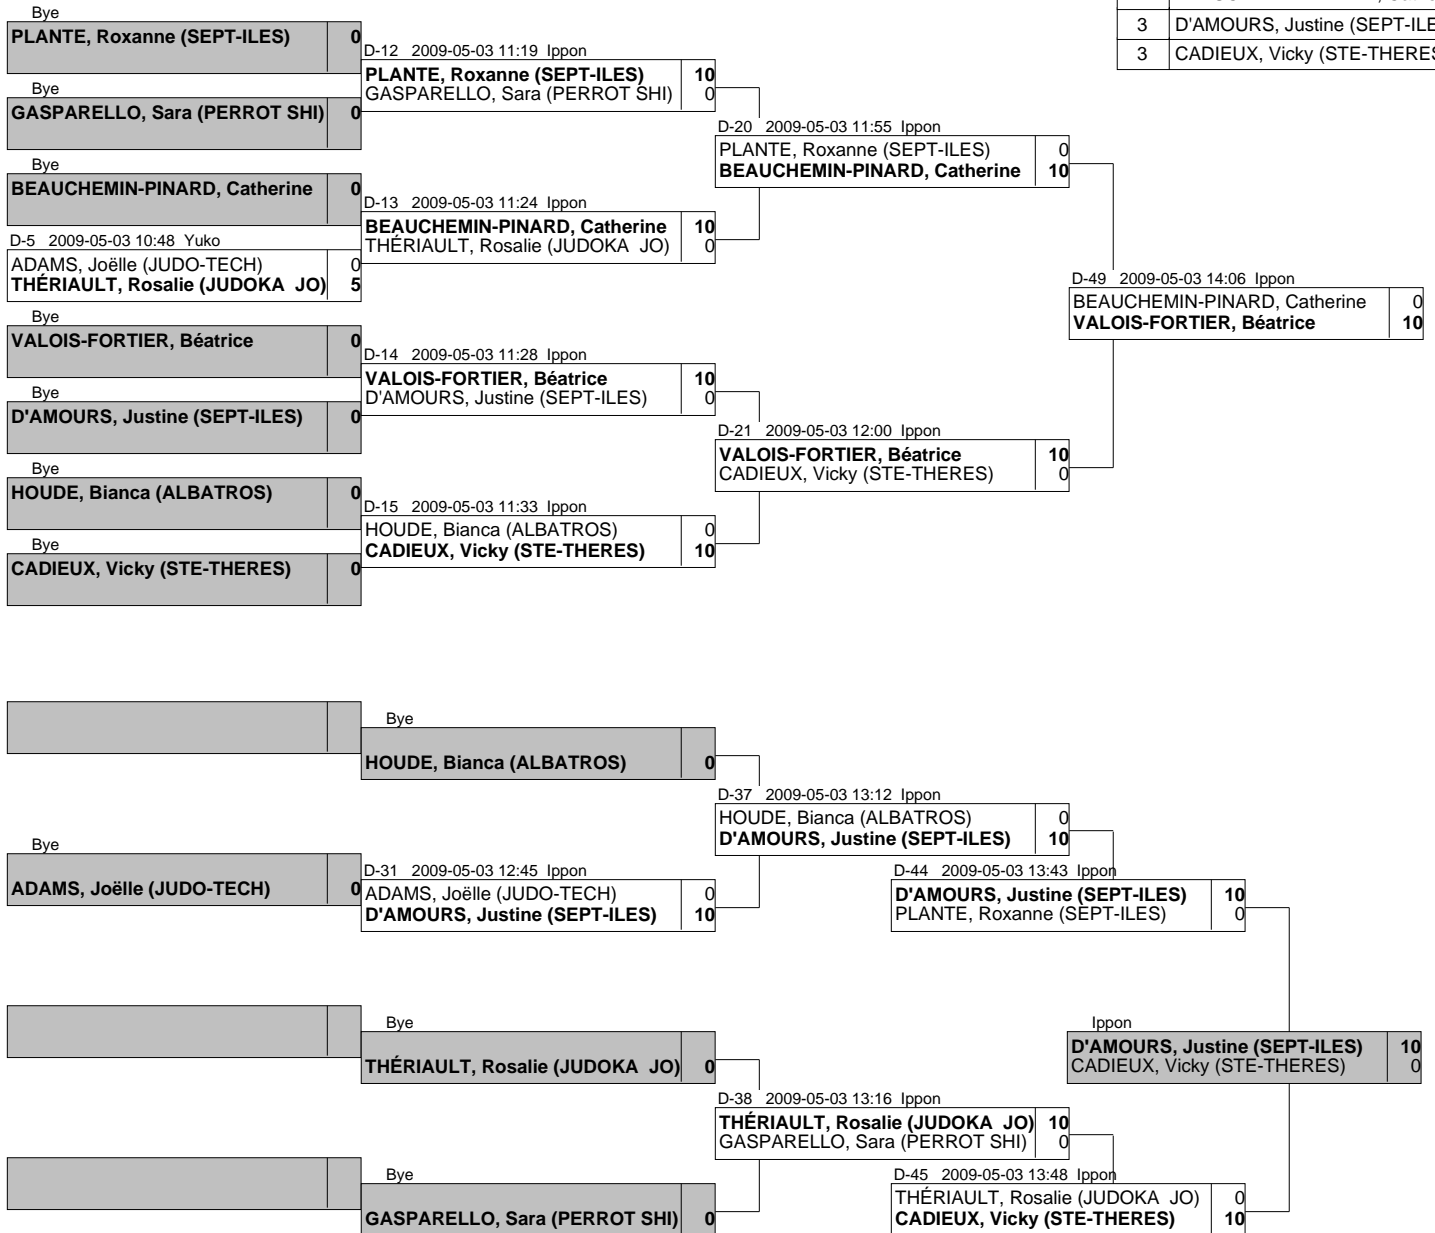 3 D'AMOURS, Justine (SEPT-ILE
3 CADIEUX, Vicky (STE-THERES
Bye
PLANTE, Roxanne (SEPT-ILES) 0
Bye
GASPARELLO, Sara (PERROT SHI) 0
Bye
BEAUCHEMIN-PINARD, Catherine 0
D-5 2009-05-03 10:48 Yuko
ADAMS, Joëlle (JUDO-TECH) 0
THÉRIAULT, Rosalie (JUDOKA JO) 5
Bye
VALOIS-FORTIER, Béatrice 0
Bye
D'AMOURS, Justine (SEPT-ILES) 0
Bye
HOUDE, Bianca (ALBATROS) 0
Bye
CADIEUX, Vicky (STE-THERES) 0
D-12 2009-05-03 11:19 Ippon
PLANTE, Roxanne (SEPT-ILES) 10
GASPARELLO, Sara (PERROT SHI) 0
D-13 2009-05-03 11:24 Ippon
BEAUCHEMIN-PINARD, Catherine 10
THÉRIAULT, Rosalie (JUDOKA JO) 0
D-14 2009-05-03 11:28 Ippon
VALOIS-FORTIER, Béatrice 10
D'AMOURS, Justine (SEPT-ILES) 0
D-15 2009-05-03 11:33 Ippon
HOUDE, Bianca (ALBATROS) 0
CADIEUX, Vicky (STE-THERES) 10
D-20 2009-05-03 11:55 Ippon
PLANTE, Roxanne (SEPT-ILES) 0
BEAUCHEMIN-PINARD, Catherine 10
D-21 2009-05-03 12:00 Ippon
VALOIS-FORTIER, Béatrice 10
CADIEUX, Vicky (STE-THERES) 0
D-49 2009-05-03 14:06 Ippon
BEAUCHEMIN-PINARD, Catherine 0
VALOIS-FORTIER, Béatrice 10
Bye
HOUDE, Bianca (ALBATROS) 0
Bye
ADAMS, Joëlle (JUDO-TECH) 0
D-31 2009-05-03 12:45 Ippon
ADAMS, Joëlle (JUDO-TECH) 0
D'AMOURS, Justine (SEPT-ILES) 10
D-37 2009-05-03 13:12 Ippon
HOUDE, Bianca (ALBATROS) 0
D'AMOURS, Justine (SEPT-ILES) 10
D-44 2009-05-03 13:43 Ippon
D'AMOURS, Justine (SEPT-ILES) 10
PLANTE, Roxanne (SEPT-ILES) 0
Bye
THÉRIAULT, Rosalie (JUDOKA JO) 0
Bye
GASPARELLO, Sara (PERROT SHI) 0
D-38 2009-05-03 13:16 Ippon
THÉRIAULT, Rosalie (JUDOKA JO) 10
GASPARELLO, Sara (PERROT SHI) 0
D-45 2009-05-03 13:48 Ippon
THÉRIAULT, Rosalie (JUDOKA JO) 0
CADIEUX, Vicky (STE-THERES) 10
Ippon
D'AMOURS, Justine (SEPT-ILES) 10
CADIEUX, Vicky (STE-THERES) 0